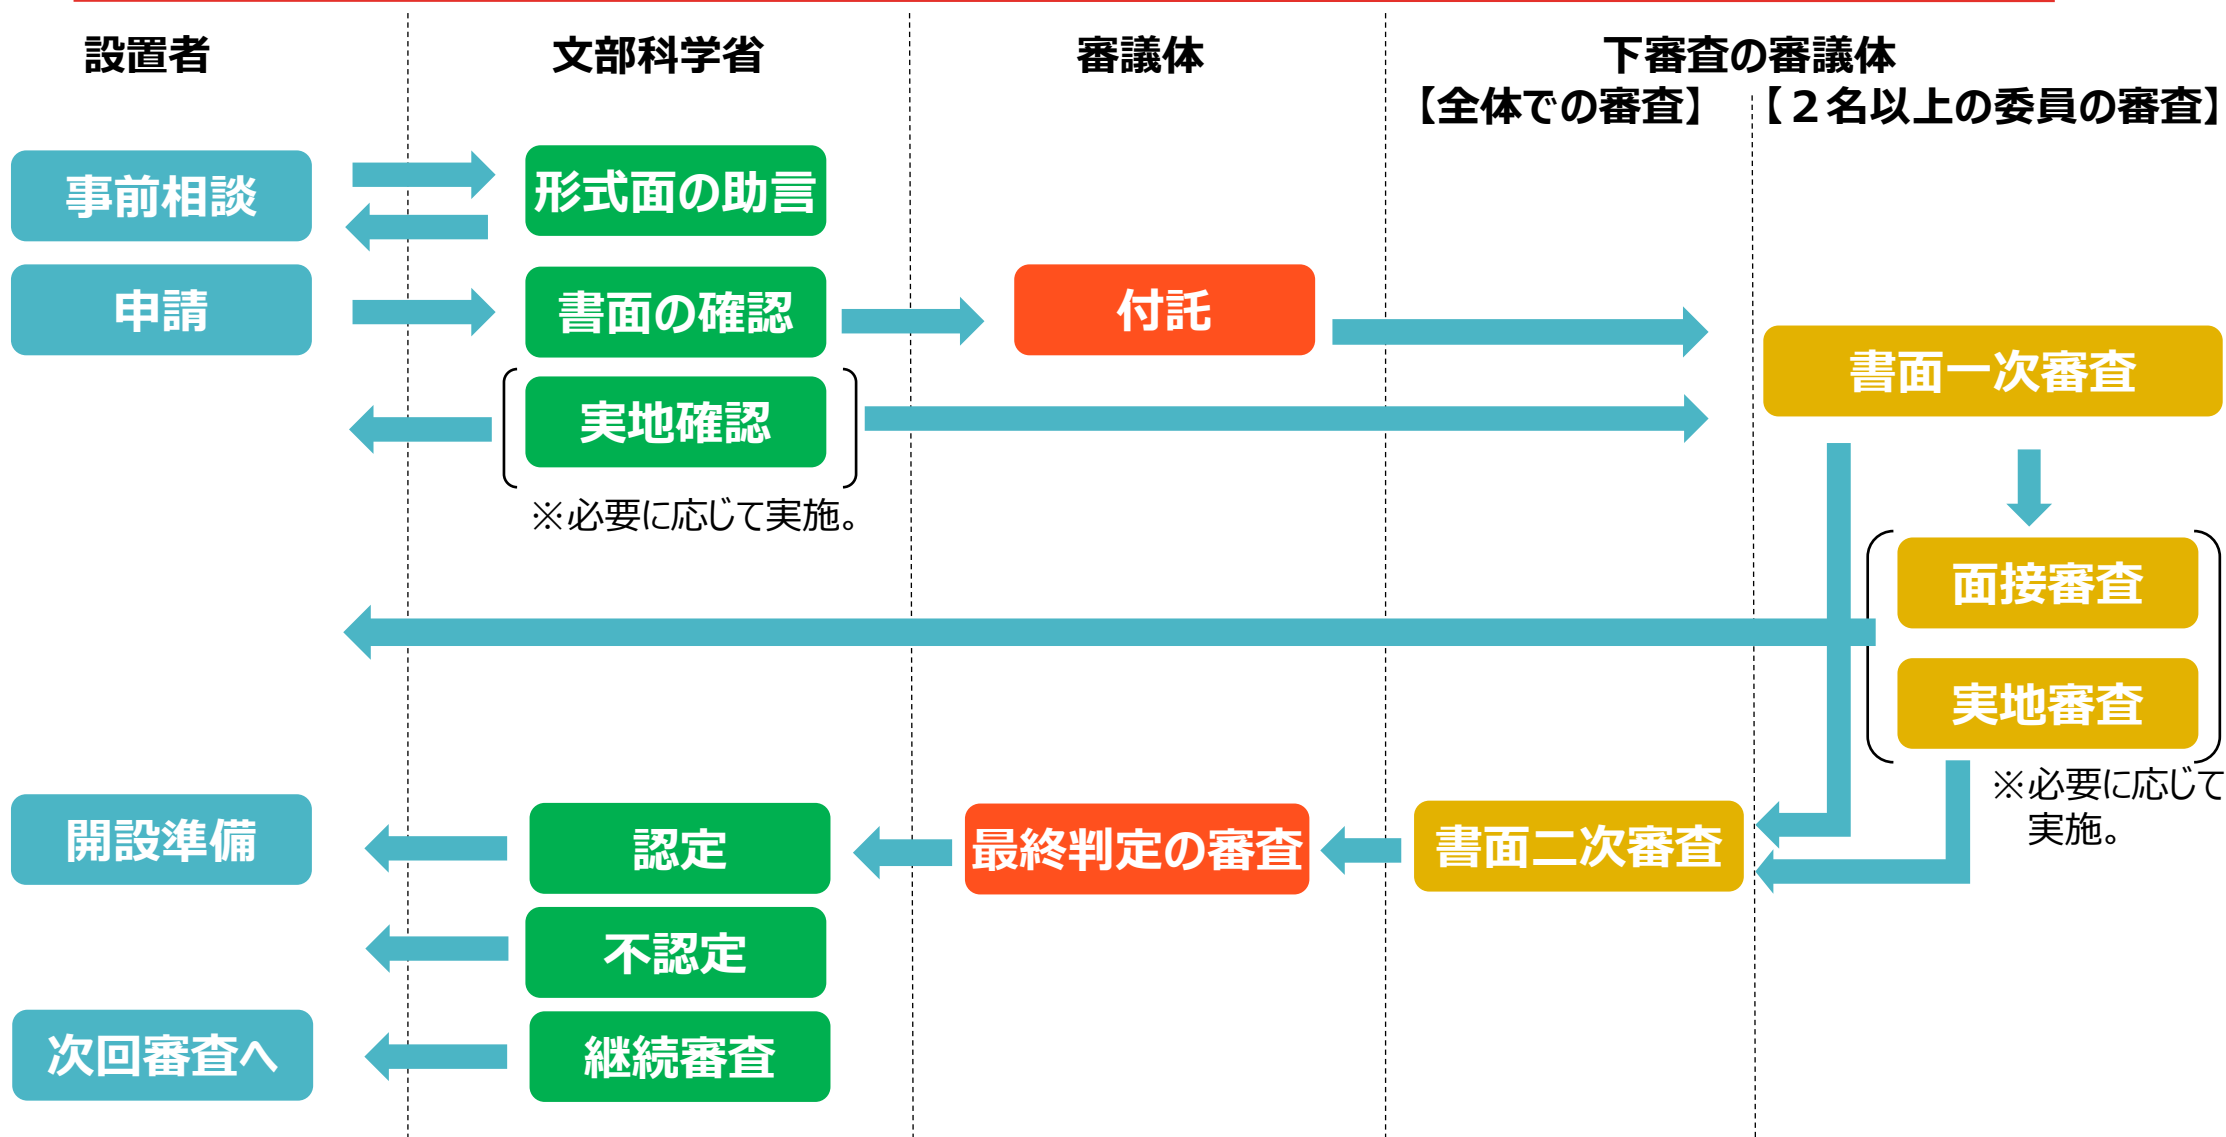 設置者
文部科学省
審議体
下審査の審議体
【全体での審査】
【２名以上の委員の審査】
事前相談
形式面の助言
申請
書面の確認
付託
書面一次審査
実地確認
※必要に応じて実施。
面接審査
実地審査
※必要に応じて
実施。
開設準備
認定
最終判定の審査
書面二次審査
不認定
次回審査へ
継続審査